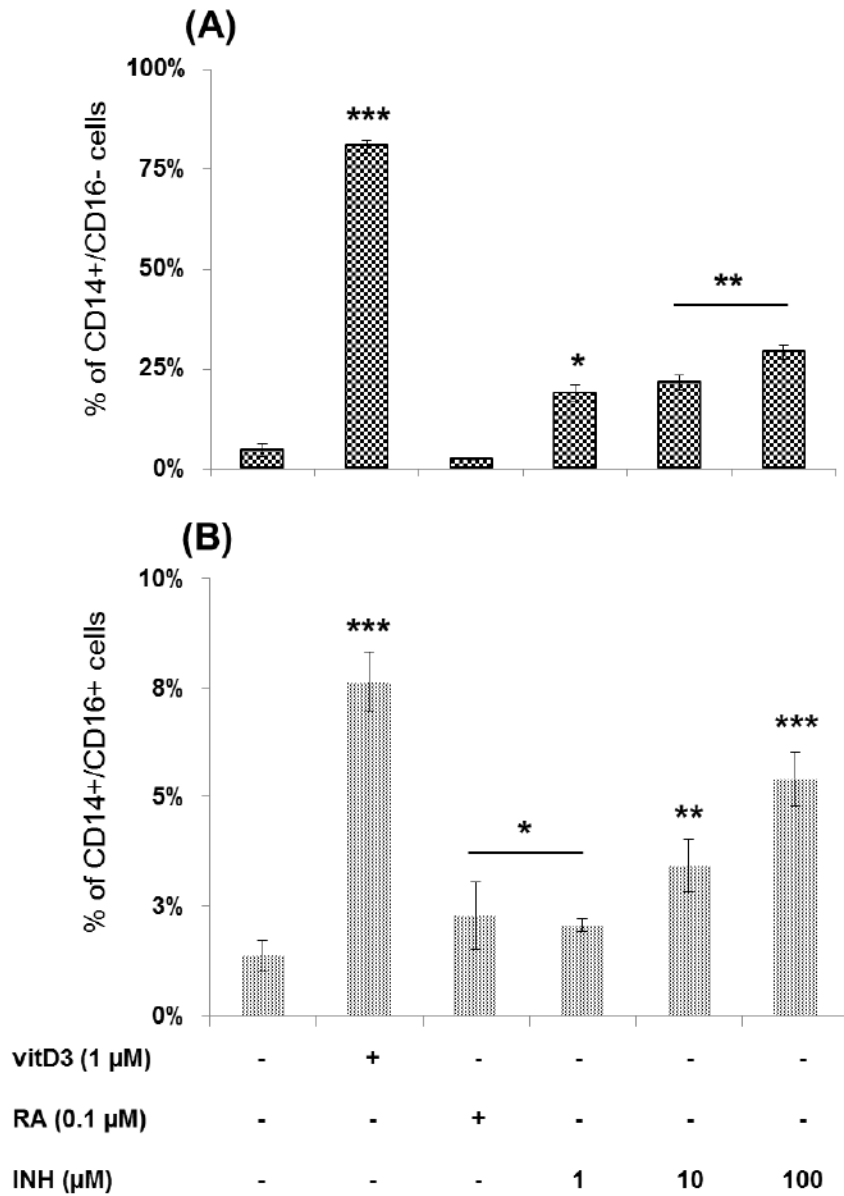 (A)
% of CD14+/CD16- cells
100%
75%
50%
25%
0%
***
*
**
(B)
% of CD14+/CD16+ cells
10%
8%
5%
3%
0%
***
*
**
***
vitD3 (1 µM) - + - - - -
RA (0.1 µM) - - + - - -
INH (µM) - - - 1 10 100